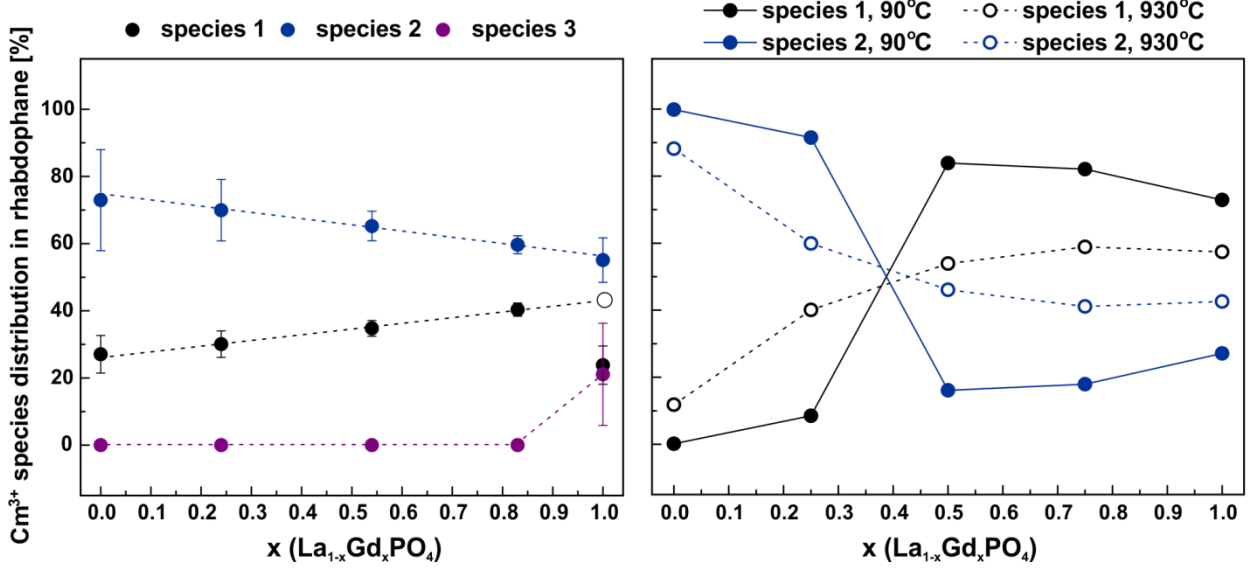 species 1 species 2 species 3
species 1, 90°C species 1, 930°C
species 2, 90°C species 2, 930°C
Cm³⁺ species distribution in rhabdophane [%]
100
80
60
40
20
0
0.0 0.1 0.2 0.3 0.4 0.5 0.6 0.7 0.8 0.9 1.0
x (La₁₋ₓGdₓPO₄)
0.0 0.1 0.2 0.3 0.4 0.5 0.6 0.7 0.8 0.9 1.0
x (La₁₋ₓGdₓPO₄)